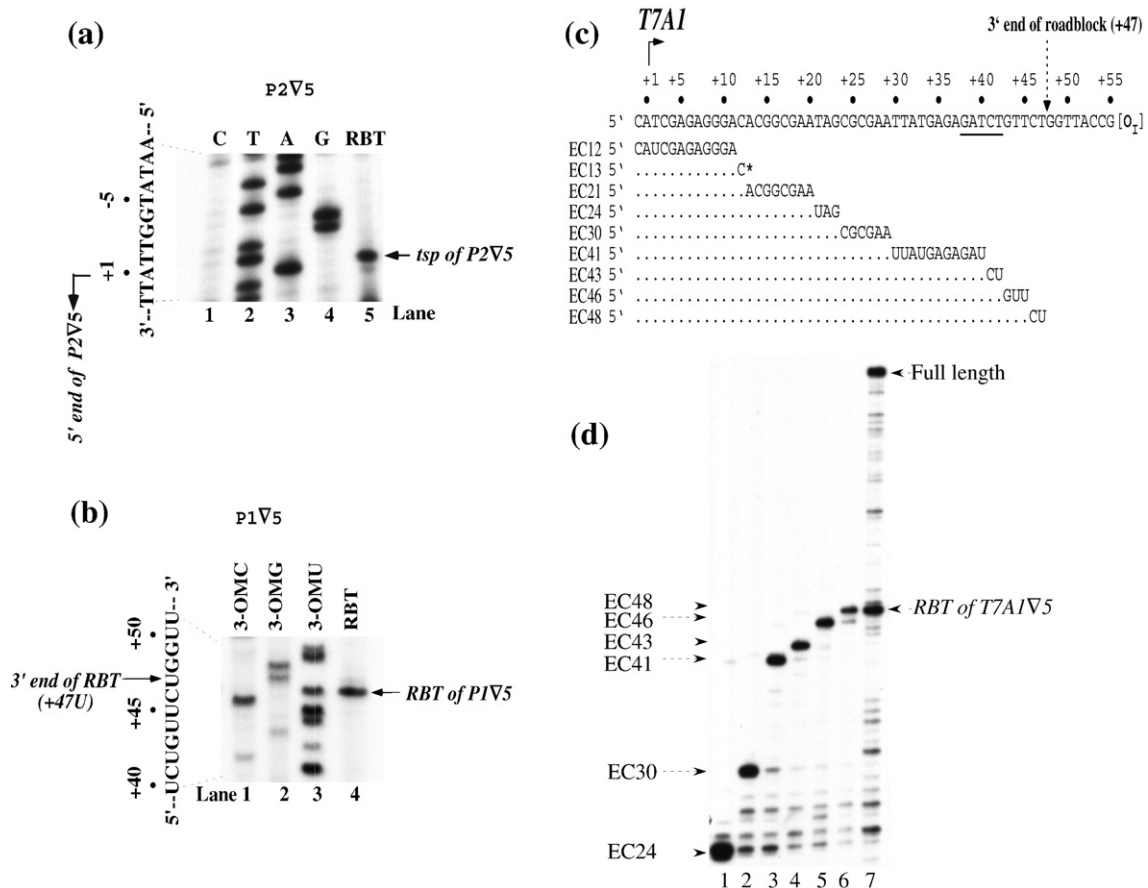 (a)
P2∇5
C T A G RBT
-5
+1
3'--TTATTGGTATAA-- 5'
5' end of P2∇5
tsp of P2∇5
1 2 3 4 5 Lane
(b)
P1∇5
3-OMC
3-OMG
3-OMU
RBT
+50
+45
+40
5'--UCUGUUCUGGUU-- 3'
3' end of RBT
(+47U)
RBT of P1∇5
Lane 1 2 3 4
(c)
T7A1
3' end of roadblock (+47)
+1 +5 +10 +15 +20 +25 +30 +35 +40 +45 +50 +55
5' CATCGAGAGGGACACGGCGAATAGCGCGAATTATGAGAGATCTGTTCTGGTTACCG[OI]
EC12 5' CAUCGAGAGGGA
EC13 5' ............C*
EC21 5' .............ACGGCGAA
EC24 5' .....................UAG
EC30 5' ........................CGCGAA
EC41 5' ..............................UUAUGAGAGAU
EC43 5' .........................................CU
EC46 5' ...........................................GUU
EC48 5' ..............................................CU
(d)
Full length
EC48
EC46
EC43
EC41
RBT of T7A1∇5
EC30
EC24
1 2 3 4 5 6 7